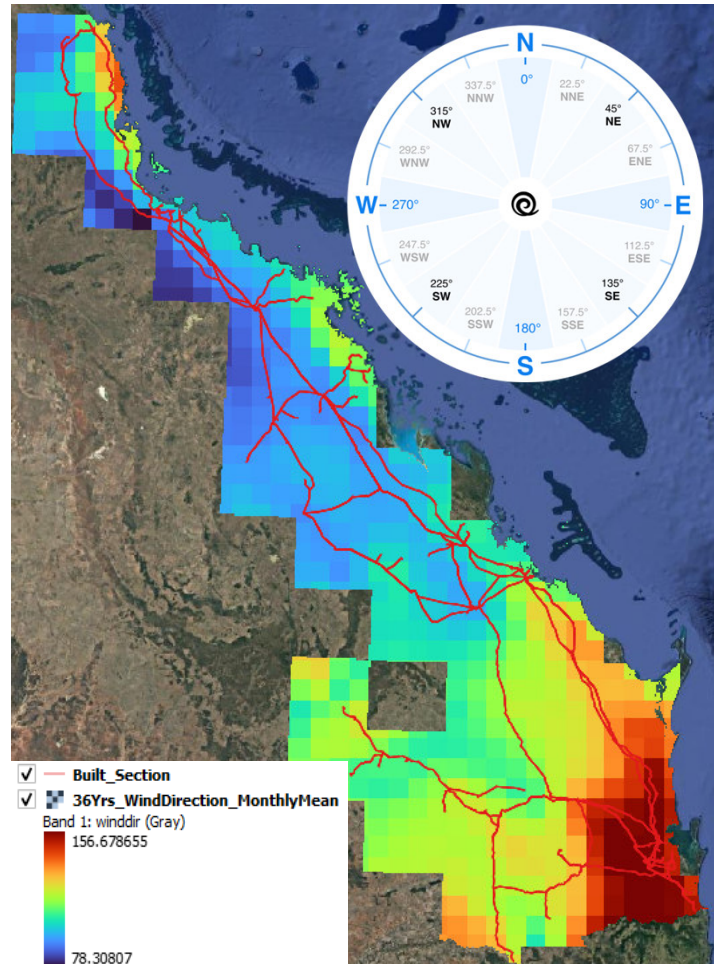 N
0°
337.5°
NNW
22.5°
NNE
315°
NW
45°
NE
292.5°
WNW
67.5°
ENE
W
270°
90°
E
247.5°
WSW
112.5°
ESE
225°
SW
135°
SE
202.5°
SSW
157.5°
SSE
180°
S
Built_Section
36Yrs_WindDirection_MonthlyMean
Band 1: winddir (Gray)
156.678655
78.30807